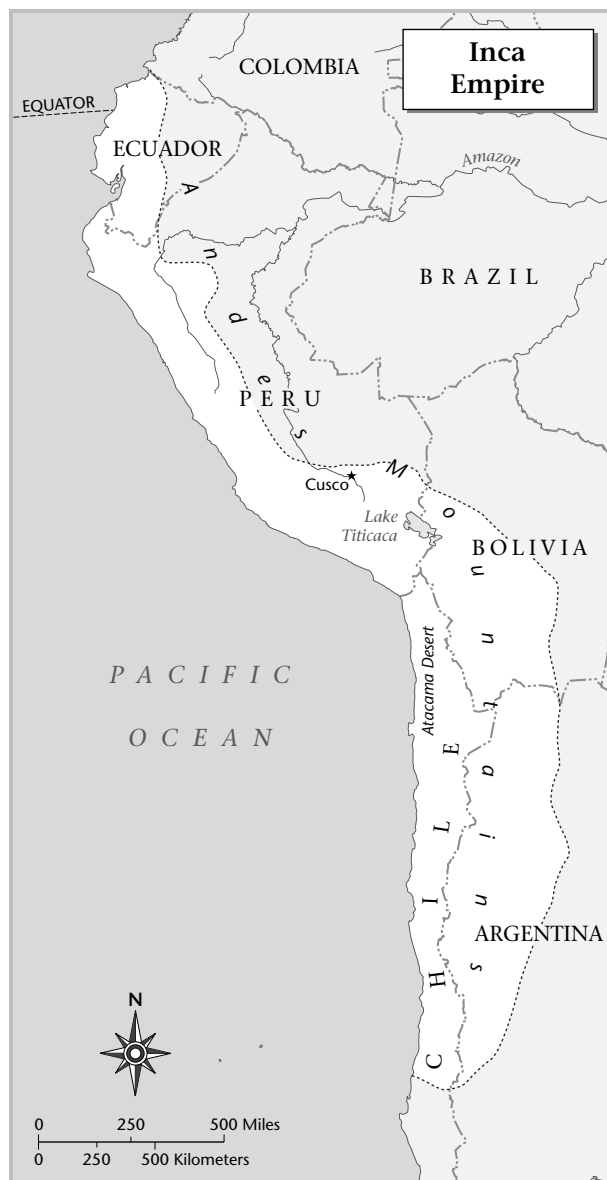 Inca
Empire
COLOMBIA
EQUATOR
ECUADOR
Amazon
BRAZIL
Andes Mountains
PERU
Cusco
Lake
Titicaca
BOLIVIA
Atacama Desert
PACIFIC
OCEAN
CHILE
ARGENTINA
N
0 250 500 Miles
0 250 500 Kilometers